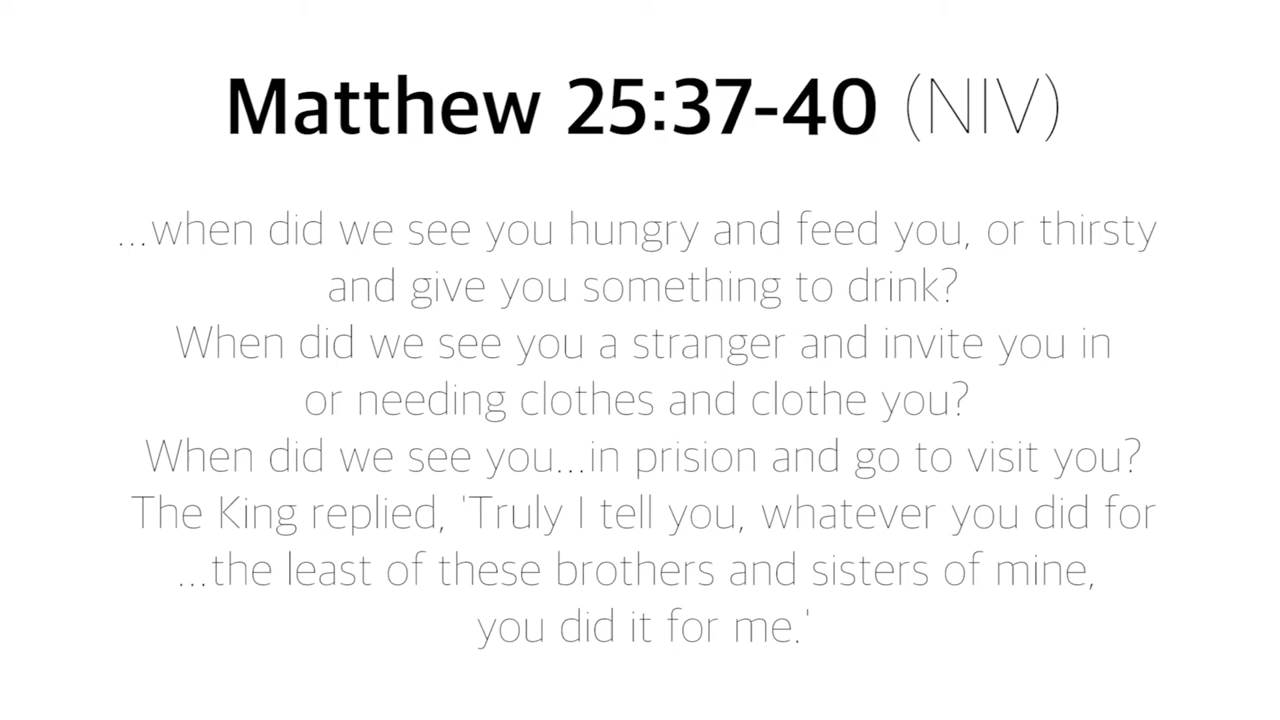 Matthew 25:37-40 (NIV)
...when did we see you hungry and feed you, or thirsty
and give you something to drink?
When did we see you a stranger and invite you in
or needing clothes and clothe you?
When did we see you...in prision and go to visit you?
The King replied, 'Truly I tell you, whatever you did for
...the least of these brothers and sisters of mine,
you did it for me.'